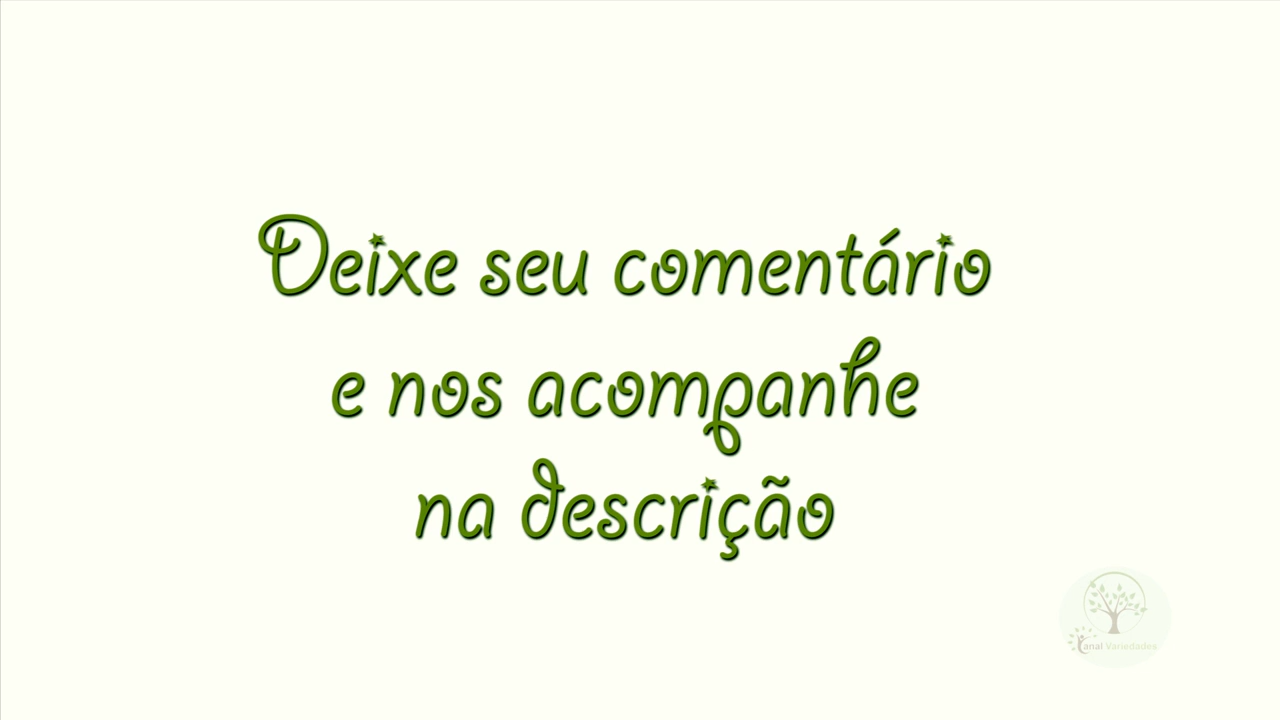 Deixe seu comentário
e nos acompanhe
na descrição
Canal Variedades